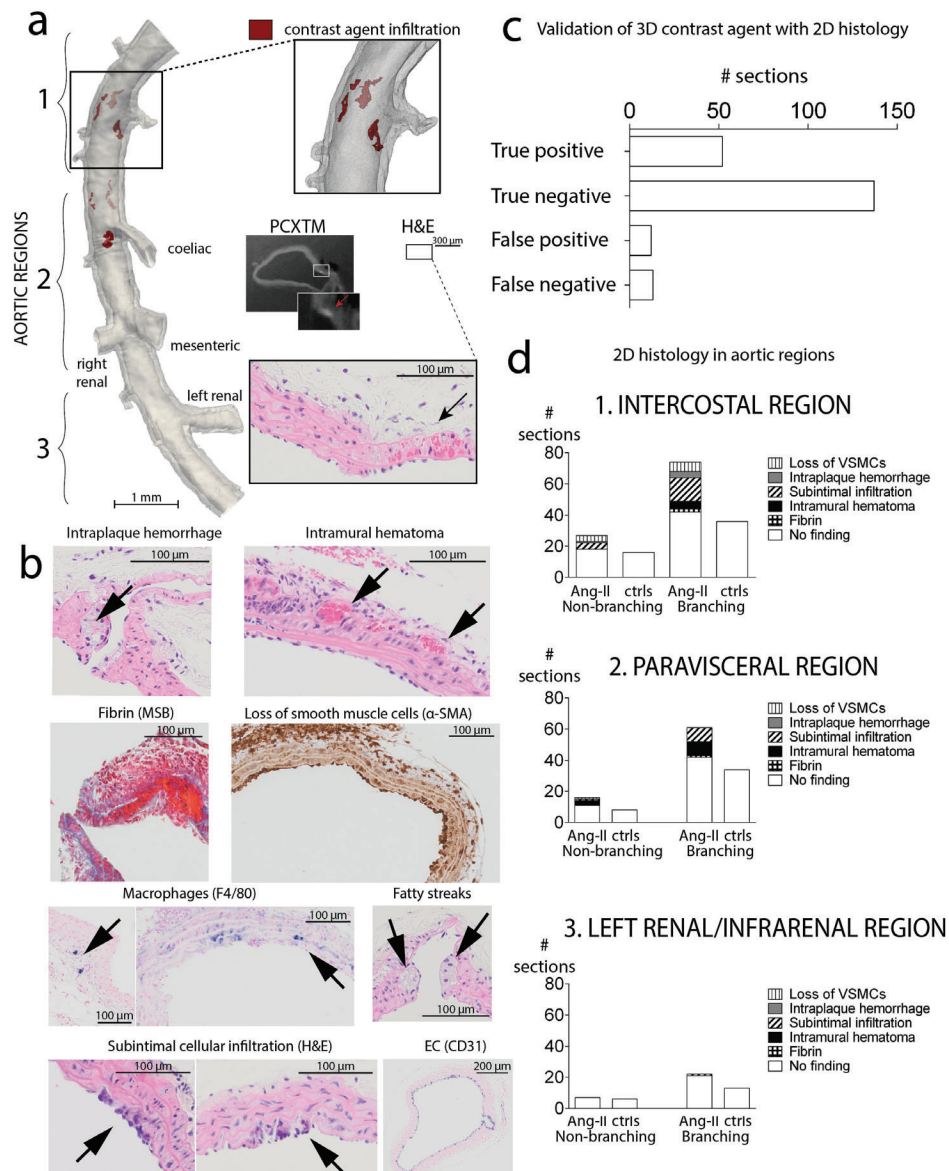 a
contrast agent infiltration
1
2
3
AORTIC REGIONS
coeliac
mesenteric
right
renal
left renal
1 mm
PCXTM
H&E
300 µm
100 µm
b
Intraplaque hemorrhage
100 µm
Intramural hematoma
100 µm
Fibrin (MSB)
100 µm
Loss of smooth muscle cells (α-SMA)
100 µm
Macrophages (F4/80)
100 µm
100 µm
Fatty streaks
100 µm
Subintimal cellular infiltration (H&E)
100 µm
100 µm
EC (CD31)
200 µm
c
Validation of 3D contrast agent with 2D histology
# sections
0 50 100 150
True positive
True negative
False positive
False negative
d
2D histology in aortic regions
1. INTERCOSTAL REGION
#
sections
80
60
40
20
0
Ang-II ctrls Ang-II ctrls
Non-branching Branching
Loss of VSMCs
Intraplaque hemorrhage
Subintimal infiltration
Intramural hematoma
Fibrin
No finding
2. PARAVISCERAL REGION
#
sections
80
60
40
20
0
Ang-II ctrls Ang-II ctrls
Non-branching Branching
Loss of VSMCs
Intraplaque hemorrhage
Subintimal infiltration
Intramural hematoma
Fibrin
No finding
3. LEFT RENAL/INFRARENAL REGION
#
sections
80
60
40
20
0
Ang-II ctrls Ang-II ctrls
Non-branching Branching
Loss of VSMCs
Intraplaque hemorrhage
Subintimal infiltration
Intramural hematoma
Fibrin
No finding